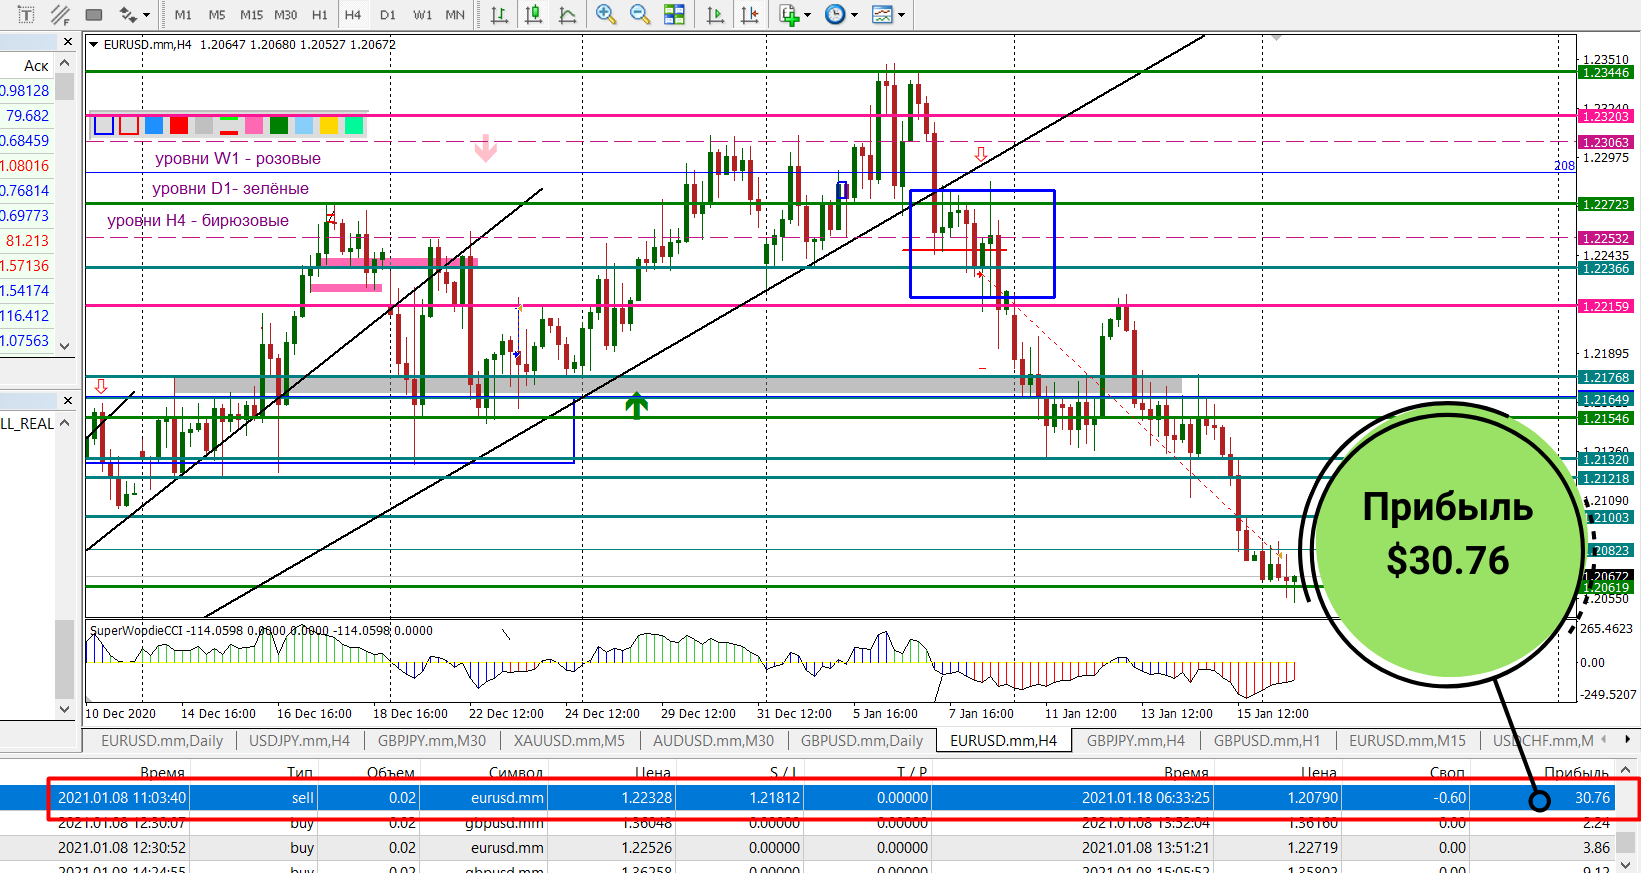 T M1 M5 M15 M30 H1 H4 D1 W1 MN
Аск
0.98128
79.682
0.68459
1.08016
0.76814
0.69773
81.213
1.57136
1.54174
116.412
1.07563
LL_REAL
EURUSD.mm,H4 1.20647 1.20680 1.20527 1.20672
уровни W1 - розовые
уровни D1- зелёные
уровни H4 - бирюзовые
208
1.23510
1.23446
1.23240
1.23203
1.23063
1.22975
1.22723
1.22532
1.22435
1.22366
1.22159
1.21895
1.21768
1.21649
1.21546
1.21360
1.21320
1.21218
1.21090
1.21003
1.20823
1.20672
1.20619
1.20550
Прибыль
$30.76
SuperWoodieCCI -114.0598 0.0000 0.0000 -114.0598 0.0000
265.4623
0.00
-249.5207
10 Dec 2020 14 Dec 16:00 16 Dec 16:00 18 Dec 16:00 22 Dec 12:00 24 Dec 12:00 29 Dec 12:00 31 Dec 12:00 5 Jan 16:00 7 Jan 16:00 11 Jan 12:00 13 Jan 12:00 15 Jan 12:00
EURUSD.mm,Daily USDJPY.mm,H4 GBPJPY.mm,M30 XAUUSD.mm,M5 AUDUSD.mm,M30 GBPUSD.mm,Daily EURUSD.mm,H4 GBPJPY.mm,H4 GBPUSD.mm,H1 EURUSD.mm,M15 USDCHF.mm,M
Время Тип Объем Символ Цена S / L T / P Время Цена Своп Прибыль
2021.01.08 11:03:40 sell 0.02 eurusd.mm 1.22328 1.21812 0.00000 2021.01.18 06:33:25 1.20790 -0.60 30.76
2021.01.08 12:30:07 buy 0.02 gbpusd.mm 1.36048 0.00000 0.00000 2021.01.08 13:52:04 1.36160 0.00 2.24
2021.01.08 12:30:52 buy 0.02 eurusd.mm 1.22526 0.00000 0.00000 2021.01.08 13:51:21 1.22719 0.00 3.86
2021.01.08 14:24:55 buy 0.02 gbpusd.mm 1.36258 0.00000 0.00000 2021.01.08 15:05:52 1.35802 0.00 -9.12